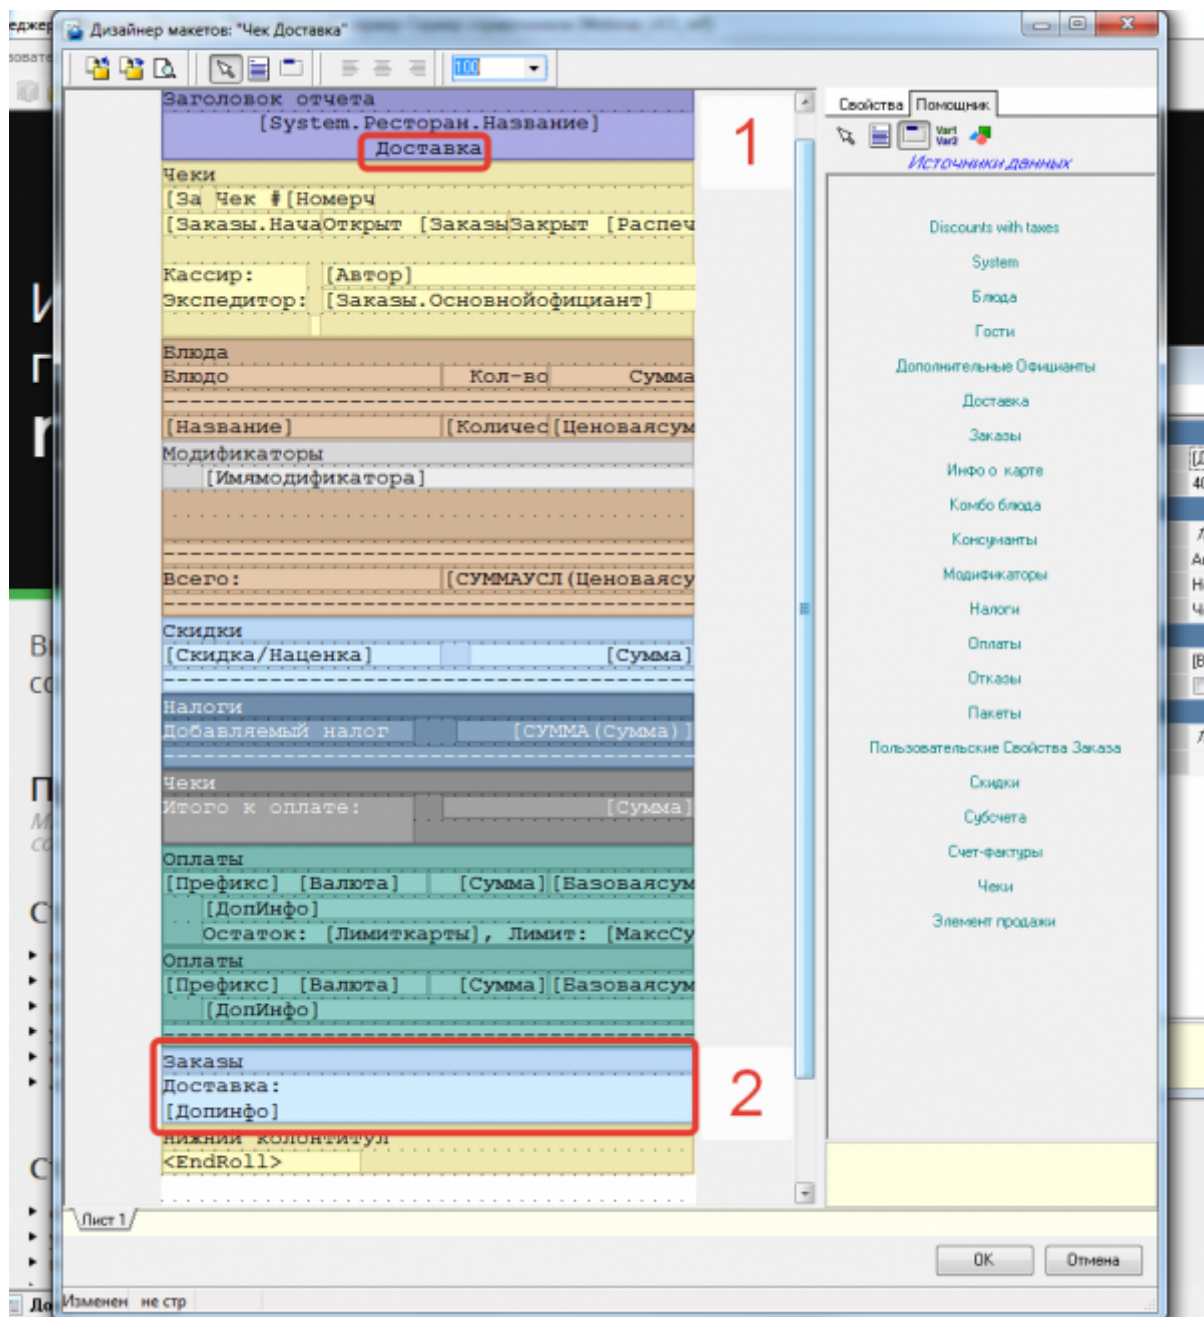 Дизайнер макетов: "Чек Доставка"
100
Заголовок отчета
[System.Ресторан.Название]
Доставка
1
Чеки
[За Чек #[Номерч
[Заказы.НачаОткрыт [ЗаказыЗакрыт [Распеч
Кассир: [Автор]
Экспедитор: [Заказы.Основнойофициант]
Блюда
Блюдо Кол-во Сумма
[Название] [Количес[Ценоваясум
Модификаторы
[Имямодификатора]
Всего: [СУММАУСЛ(Ценоваясу
Скидки
[Скидка/Наценка] [Сумма]
Налоги
Добавляемый налог [СУММА(Сумма)]
Чеки
Итого к оплате: [Сумма]
Оплаты
[Префикс] [Валюта] [Сумма][Базоваясум
[ДопИнфо]
Остаток: [Лимиткарты], Лимит: [МаксСу
Оплаты
[Префикс] [Валюта] [Сумма][Базоваясум
[ДопИнфо]
Заказы
Доставка:
[Допинфо]
2
Нижний колонтитул
<EndRoll>
Свойства Помощник
Var1
Var2
Источники данных
Discounts with taxes
System
Блюда
Гости
Дополнительные Официанты
Доставка
Заказы
Инфо о карте
Комбо блюда
Консуманты
Модификаторы
Налоги
Оплаты
Отказы
Пакеты
Пользовательские Свойства Заказа
Скидки
Субсчета
Счет-фактуры
Чеки
Элемент продажи
Лист 1
OK Отмена
Изменен не стр